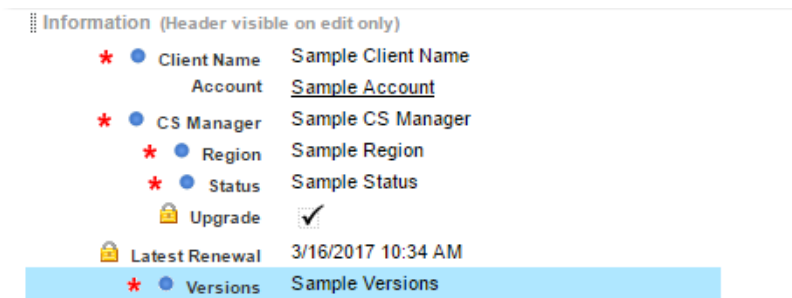 Information (Header visible on edit only)
* Client Name Sample Client Name
Account Sample Account
* CS Manager Sample CS Manager
* Region Sample Region
* Status Sample Status
Upgrade ✓
Latest Renewal 3/16/2017 10:34 AM
* Versions Sample Versions